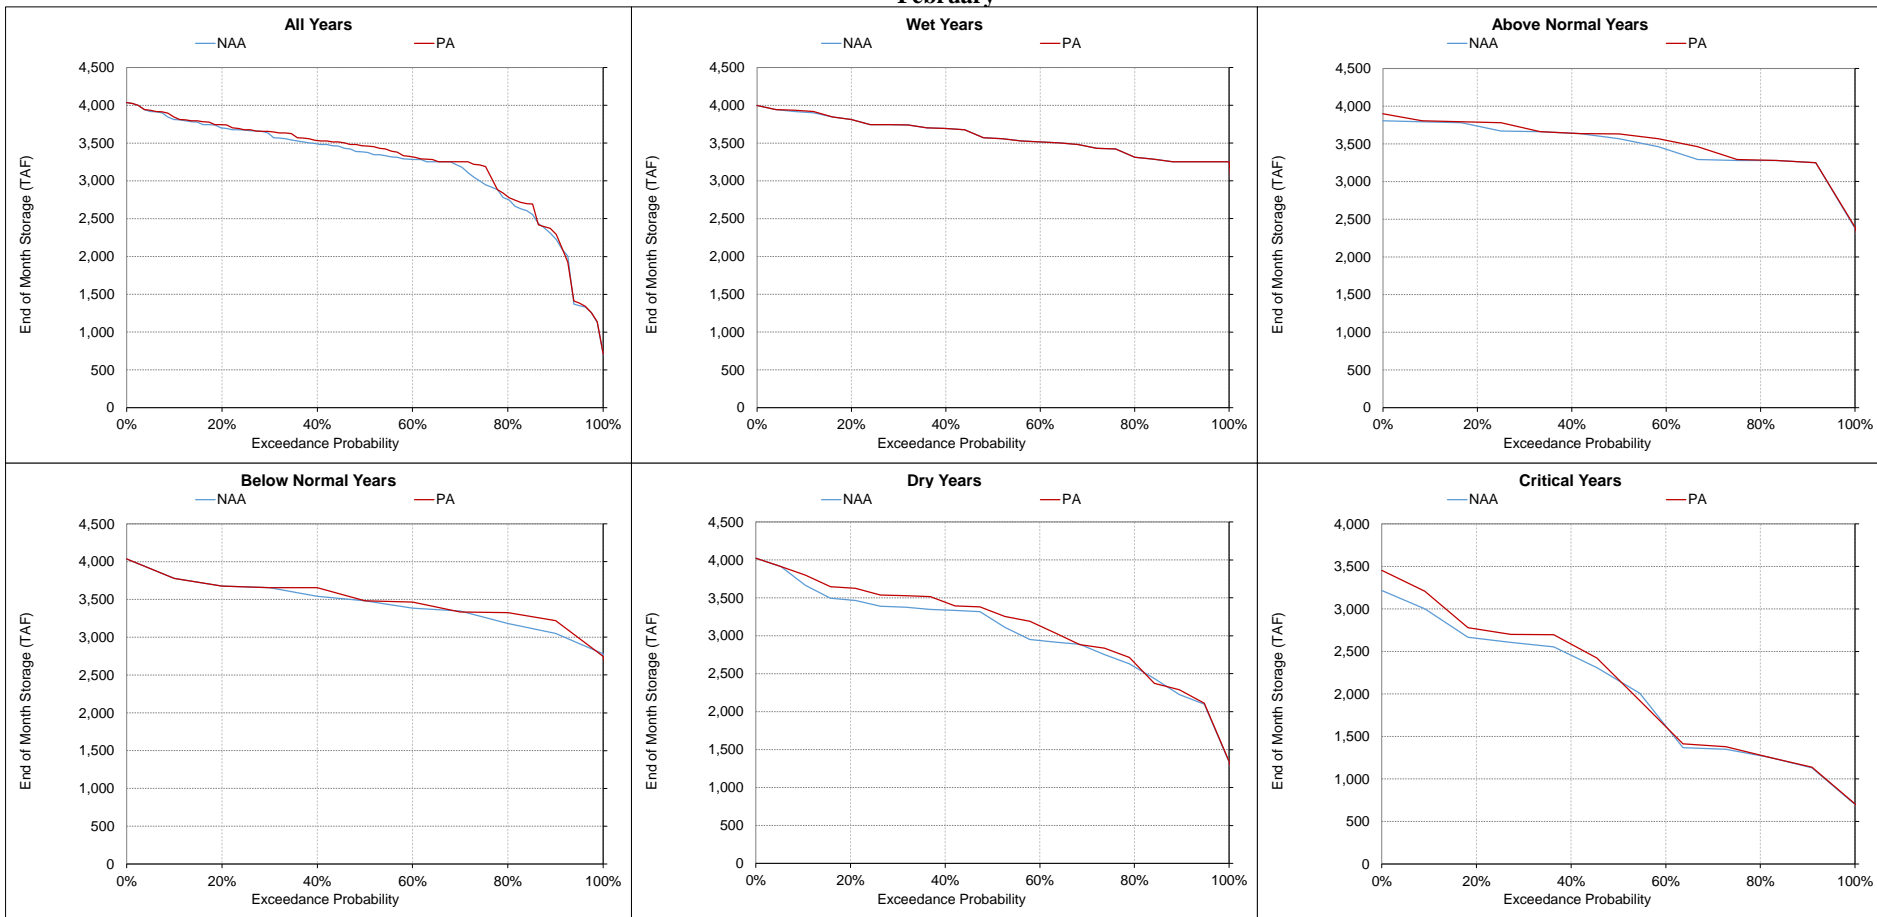 February
All Years
NAA PA
4,500
4,000
3,500
3,000
2,500
2,000
1,500
1,000
500
0
End of Month Storage (TAF)
0% 20% 40% 60% 80% 100%
Exceedance Probability
Wet Years
NAA PA
4,500
4,000
3,500
3,000
2,500
2,000
1,500
1,000
500
0
End of Month Storage (TAF)
0% 20% 40% 60% 80% 100%
Exceedance Probability
Above Normal Years
NAA PA
4,500
4,000
3,500
3,000
2,500
2,000
1,500
1,000
500
0
End of Month Storage (TAF)
0% 20% 40% 60% 80% 100%
Exceedance Probability
Below Normal Years
NAA PA
4,500
4,000
3,500
3,000
2,500
2,000
1,500
1,000
500
0
End of Month Storage (TAF)
0% 20% 40% 60% 80% 100%
Exceedance Probability
Dry Years
NAA PA
4,500
4,000
3,500
3,000
2,500
2,000
1,500
1,000
500
0
End of Month Storage (TAF)
0% 20% 40% 60% 80% 100%
Exceedance Probability
Critical Years
NAA PA
4,000
3,500
3,000
2,500
2,000
1,500
1,000
500
0
End of Month Storage (TAF)
0% 20% 40% 60% 80% 100%
Exceedance Probability